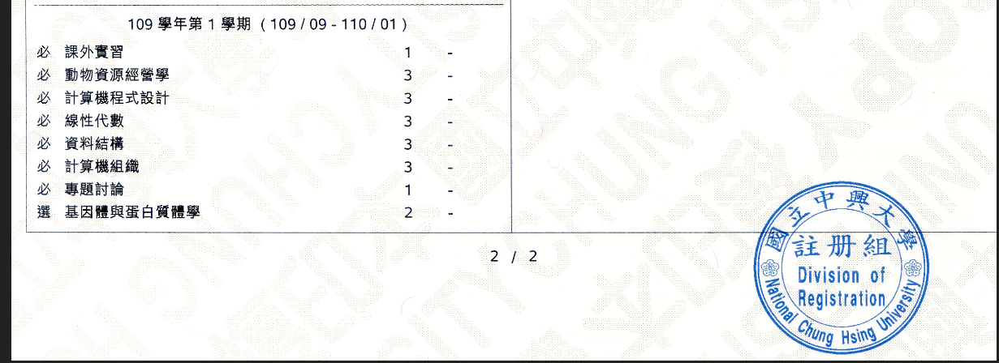 109 學年第 1 學期 ( 109 / 09 - 110 / 01 )
必 課外實習 1 -
必 動物資源經營學 3 -
必 計算機程式設計 3 -
必 線性代數 3 -
必 資料結構 3 -
必 計算機組織 3 -
必 專題討論 1 -
選 基因體與蛋白質體學 2 -
2 / 2
國立中興大學
註册組
Division of
Registration
National Chung Hsing University